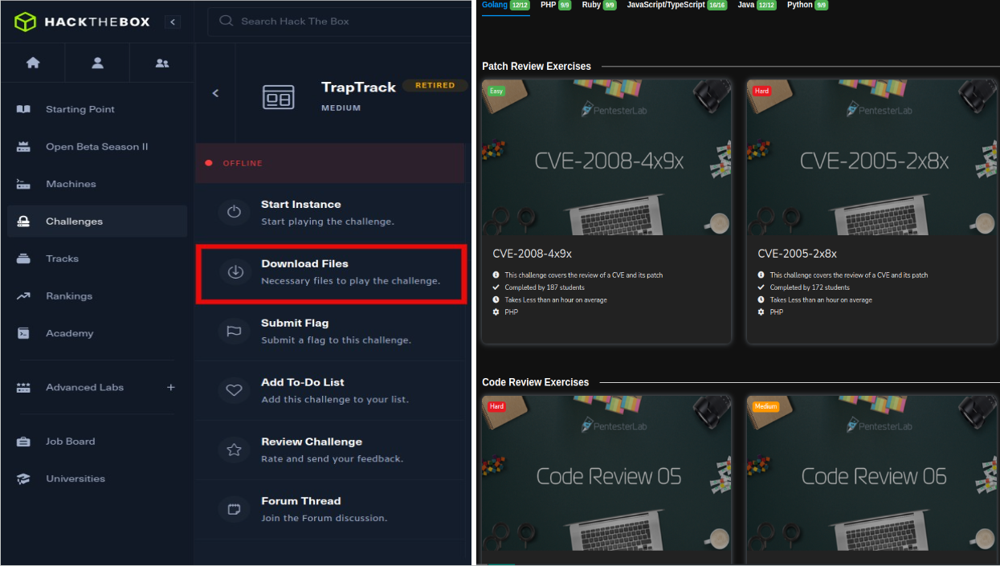 HACKTHEBOX
<
Search Hack The Box
Starting Point
Open Beta Season II
Machines
Challenges
Tracks
Rankings
Academy
Advanced Labs +
Job Board
Universities
<
TrapTrack RETIRED
MEDIUM
OFFLINE
Start Instance
Start playing the challenge.
Download Files
Necessary files to play the challenge.
Submit Flag
Submit a flag to this challenge.
Add To-Do List
Add this challenge to your list.
Review Challenge
Rate and send your feedback.
Forum Thread
Join the Forum discussion.
Golang 12/12 PHP 9/9 Ruby 9/9 JavaScript/TypeScript 16/16 Java 12/12 Python 9/9
Patch Review Exercises
Easy
PentesterLab
CVE-2008-4x9x
CVE-2008-4x9x
This challenge covers the review of a CVE and its patch
Completed by 187 students
Takes Less than an hour on average
PHP
Hard
PentesterLab
CVE-2005-2x8x
CVE-2005-2x8x
This challenge covers the review of a CVE and its patch
Completed by 172 students
Takes Less than an hour on average
PHP
Code Review Exercises
Hard
PentesterLab
Code Review 05
Medium
PentesterLab
Code Review 06